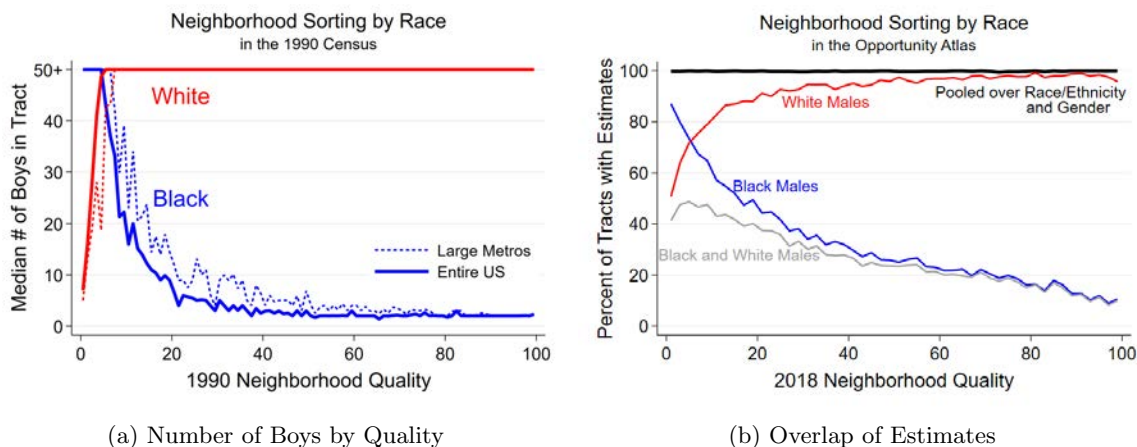 Neighborhood Sorting by Race
in the 1990 Census
Median # of Boys in Tract
50+
40
30
20
10
0
White
Black
Large Metros
Entire US
0
20
40
60
80
100
1990 Neighborhood Quality
(a) Number of Boys by Quality
Neighborhood Sorting by Race
in the Opportunity Atlas
Percent of Tracts with Estimates
100
80
60
40
20
0
White Males
Pooled over Race/Ethnicity
and Gender
Black Males
Black and White Males
0
20
40
60
80
100
2018 Neighborhood Quality
(b) Overlap of Estimates